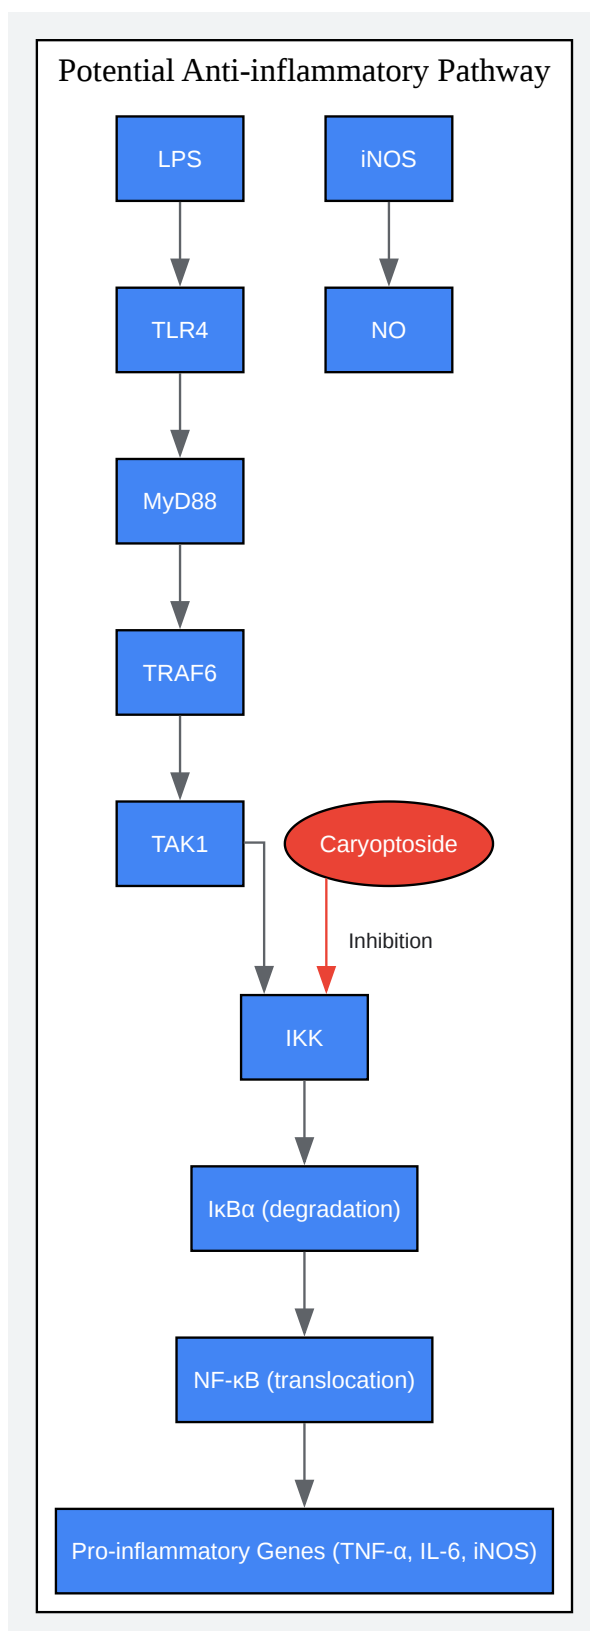 Potential Anti-inflammatory Pathway
LPS
iNOS
TLR4
NO
MyD88
TRAF6
TAK1
Caryoptoside
Inhibition
IKK
IκBα (degradation)
NF-κB (translocation)
Pro-inflammatory Genes (TNF-α, IL-6, iNOS)